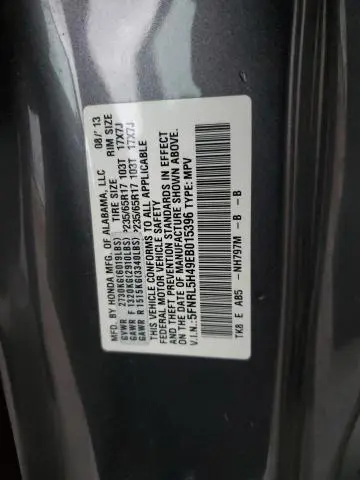 MFD. BY HONDA MFG. OF ALABAMA, LLC 08/'13
GVWR 2730KG(6019LBS) TIRE SIZE RIM SIZE
GAWR F 1320KG(2910LBS) P235/65R17 103T 17X7J
GAWR R 1515KG(3340LBS) P235/65R17 103T 17X7J
THIS VEHICLE CONFORMS TO ALL APPLICABLE
FEDERAL MOTOR VEHICLE SAFETY, BUMPER,
AND THEFT PREVENTION STANDARDS IN EFFECT
ON THE DATE OF MANUFACTURE SHOWN ABOVE.
V.I.N.: 5FNRL5H49EB015396 TYPE: MPV
TK8 E AB5 - NH797M - B - B